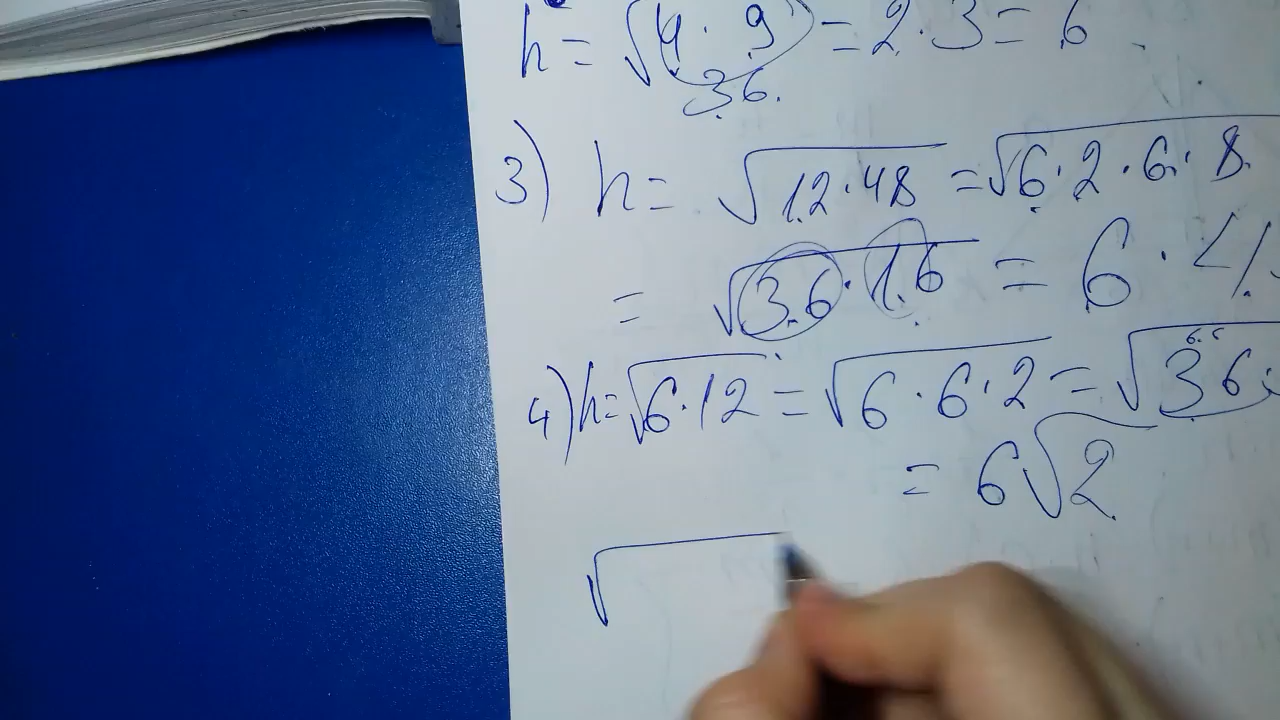 h = √(4 · 9) = 2 · 3 = 6
36.
3) h = √12 · 48 = √6 · 2 · 6 · 8
= √36 · 16 = 6 · 4
4) h = √6 · 12 = √6 · 6 · 2 = √36 ·
= 6√2
√